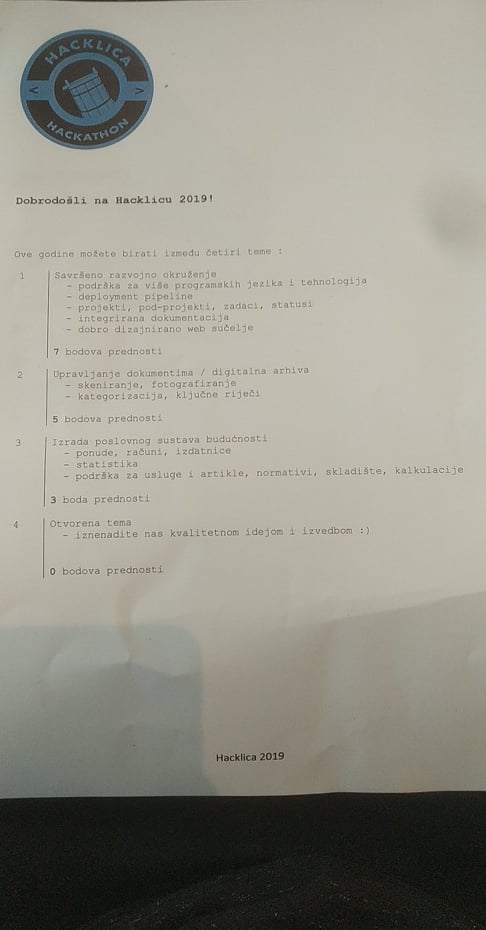 HACKLICA
< >
HACKATHON
Dobrodošli na Hacklicu 2019!
Ove godine možete birati između četiri teme :
1 Savršeno razvojno okruženje
- podrška za više programskih jezika i tehnologija
- deployment pipeline
- projekti, pod-projekti, zadaci, statusi
- integrirana dokumentacija
- dobro dizajnirano web sučelje
7 bodova prednosti
2 Upravljanje dokumentima / digitalna arhiva
- skeniranje, fotografiranje
- kategorizacija, ključne riječi
5 bodova prednosti
3 Izrada poslovnog sustava budućnosti
- ponude, računi, izdatnice
- statistika
- podrška za usluge i artikle, normativi, skladište, kalkulacije
3 boda prednosti
4 Otvorena tema
- iznenadite nas kvalitetnom idejom i izvedbom :)
0 bodova prednosti
Hacklica 2019